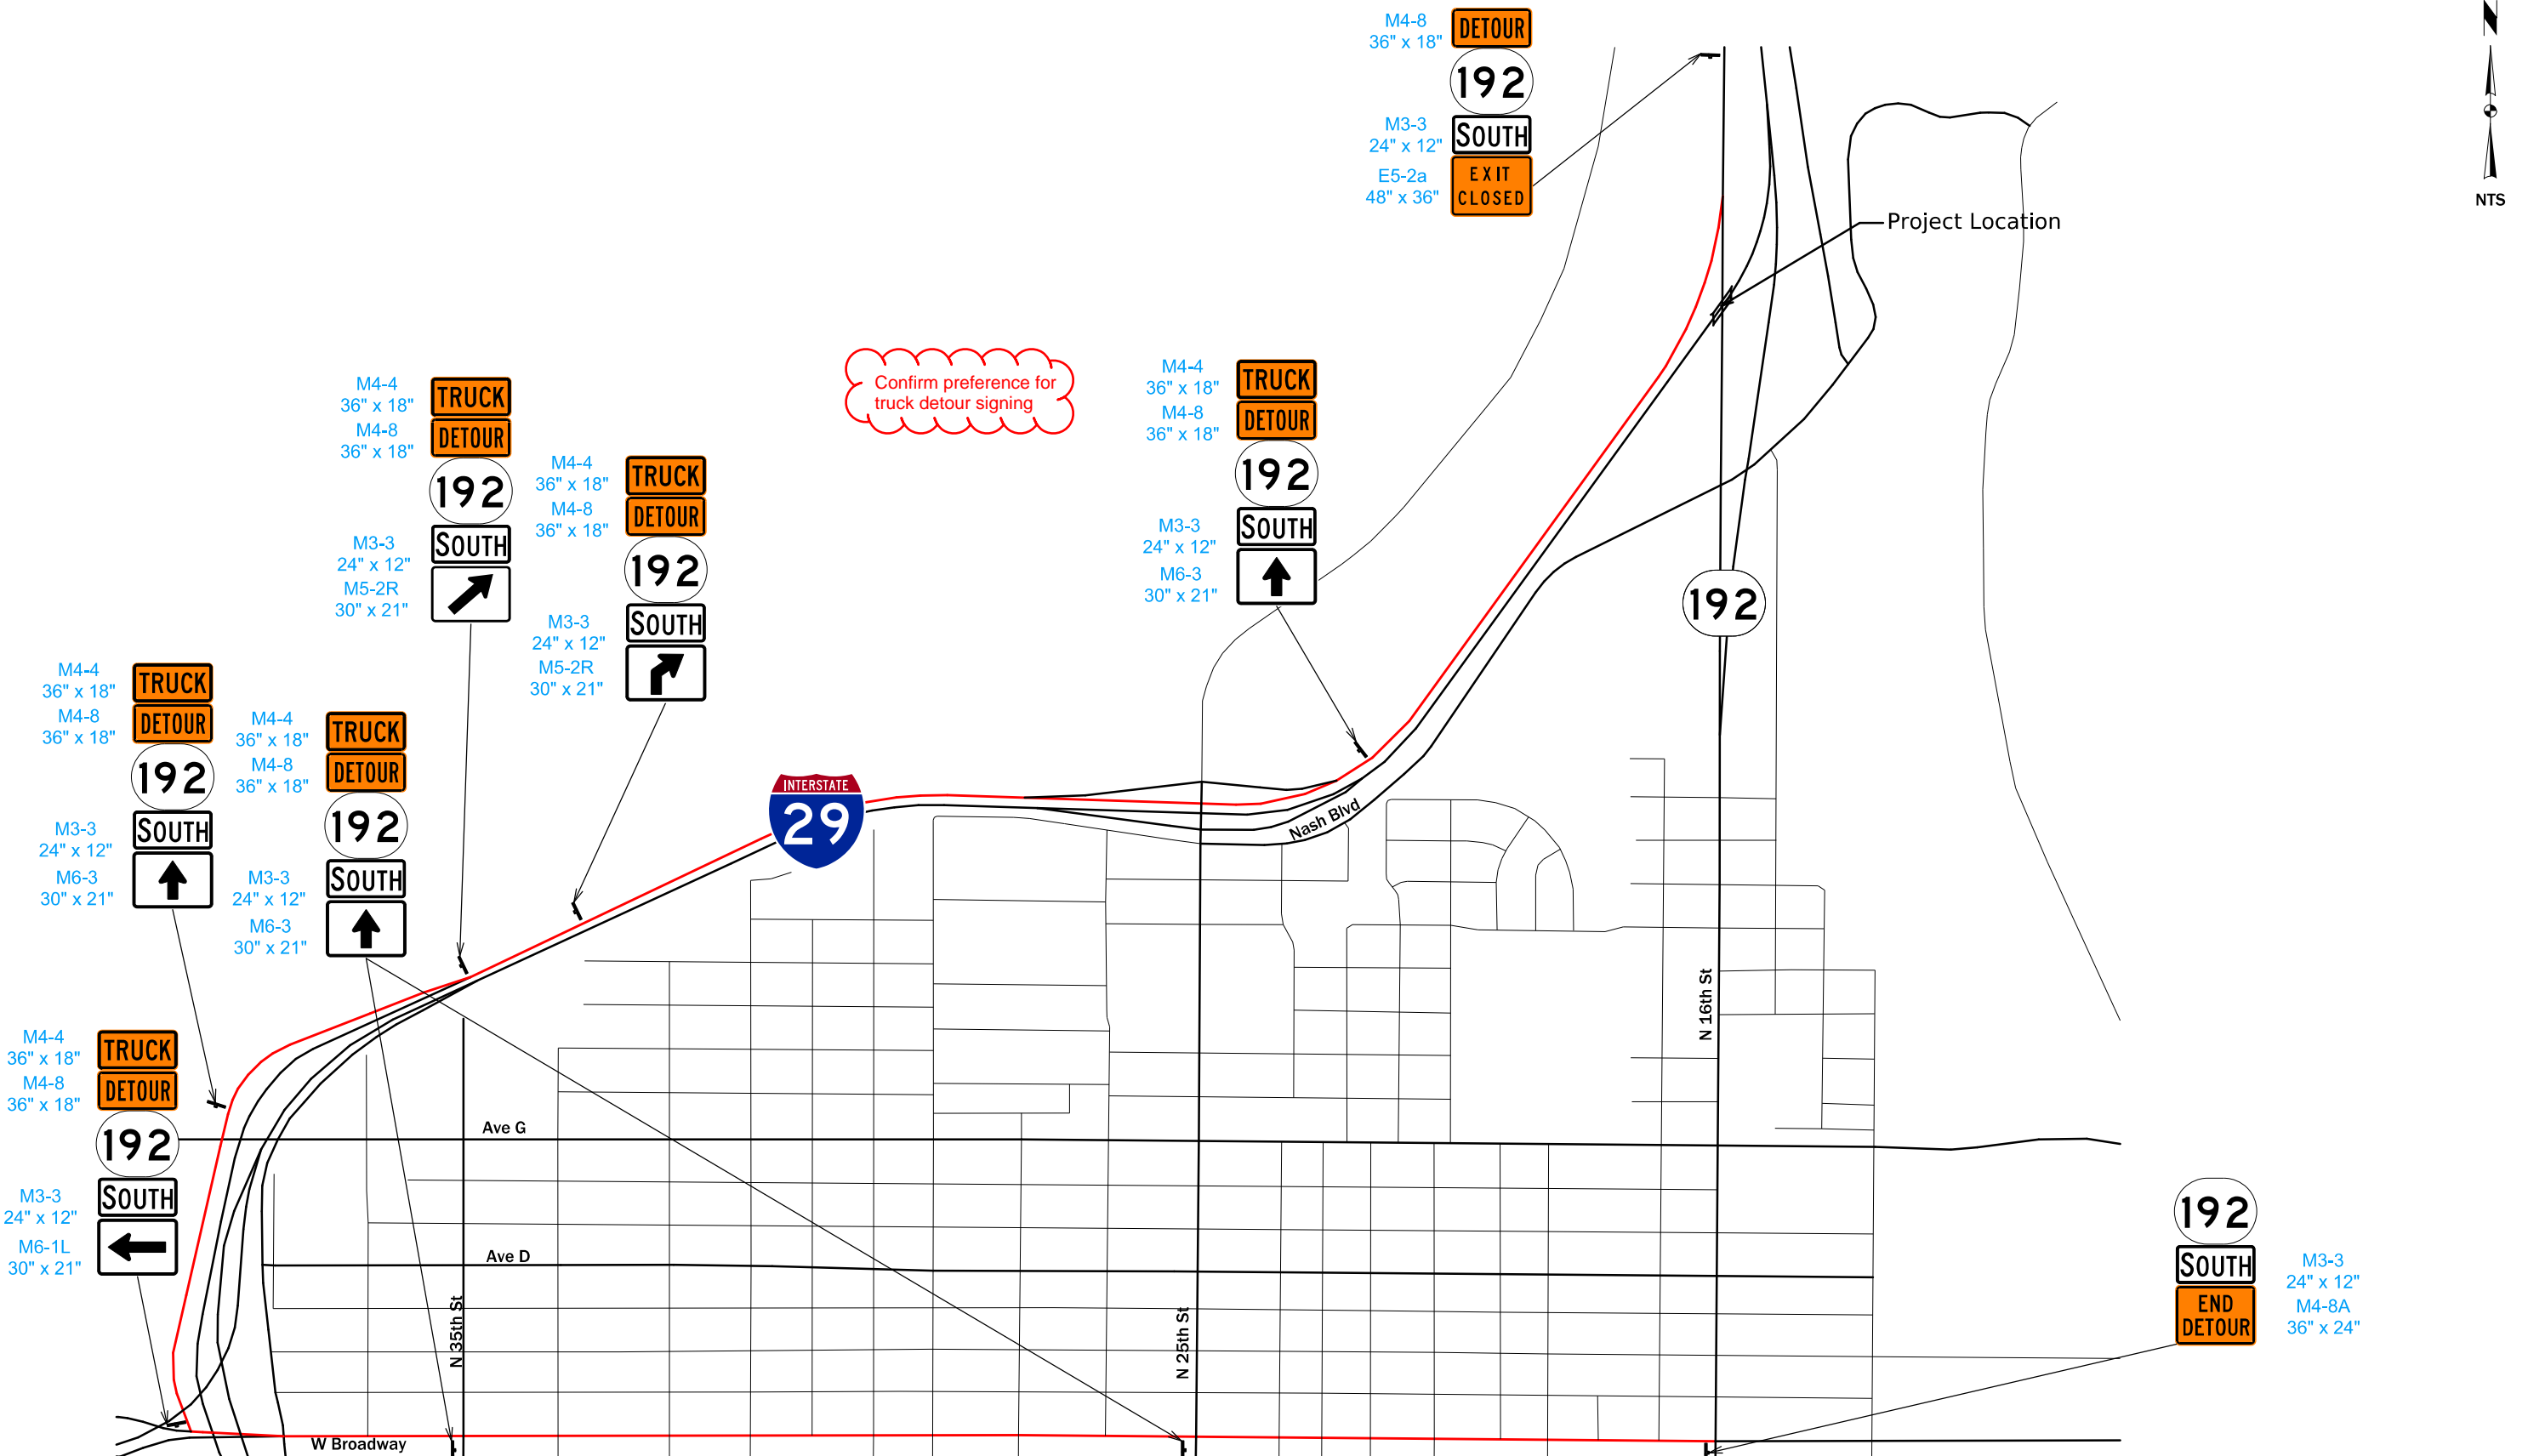 M4-8
36" x 18"
DETOUR
192
M3-3
24" x 12"
SOUTH
E5-2a
48" x 36"
EXIT
CLOSED
N
NTS
Project Location
Confirm preference for
truck detour signing
M4-4
36" x 18"
TRUCK
M4-8
36" x 18"
DETOUR
192
M3-3
24" x 12"
SOUTH
M6-3
30" x 21"
M4-4
36" x 18"
TRUCK
M4-8
36" x 18"
DETOUR
192
M3-3
24" x 12"
SOUTH
M5-2R
30" x 21"
M4-4
36" x 18"
TRUCK
M4-8
36" x 18"
DETOUR
192
M3-3
24" x 12"
SOUTH
M5-2R
30" x 21"
192
M4-4
36" x 18"
TRUCK
M4-8
36" x 18"
DETOUR
192
M3-3
24" x 12"
SOUTH
M6-3
30" x 21"
M4-4
36" x 18"
TRUCK
M4-8
36" x 18"
DETOUR
192
M3-3
24" x 12"
SOUTH
M6-3
30" x 21"
INTERSTATE
29
Nash Blvd
N 16th St
M4-4
36" x 18"
TRUCK
M4-8
36" x 18"
DETOUR
192
M3-3
24" x 12"
SOUTH
M6-1L
30" x 21"
Ave G
Ave D
N 35th St
N 25th St
W Broadway
192
SOUTH
M3-3
24" x 12"
END
DETOUR
M4-8A
36" x 24"